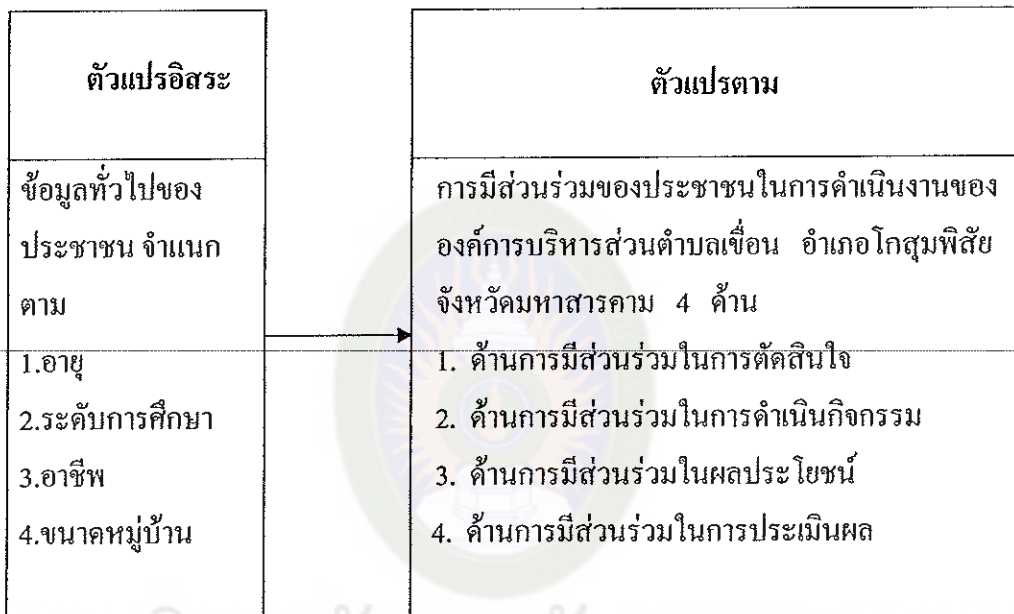 ตัวแปรอิสระ
ข้อมูลทั่วไปของ
ประชาชน จำแนก
ตาม
1.อายุ
2.ระดับการศึกษา
3.อาชีพ
4.ขนาดหมู่บ้าน
ตัวแปรตาม
การมีส่วนร่วมของประชาชนในการดำเนินงานของ
องค์การบริหารส่วนตำบลเขื่อน อำเภอโกสุมพิสัย
จังหวัดมหาสารคาม 4 ด้าน
1. ด้านการมีส่วนร่วมในการตัดสินใจ
2. ด้านการมีส่วนร่วมในการดำเนินกิจกรรม
3. ด้านการมีส่วนร่วมในผลประโยชน์
4. ด้านการมีส่วนร่วมในการประเมินผล